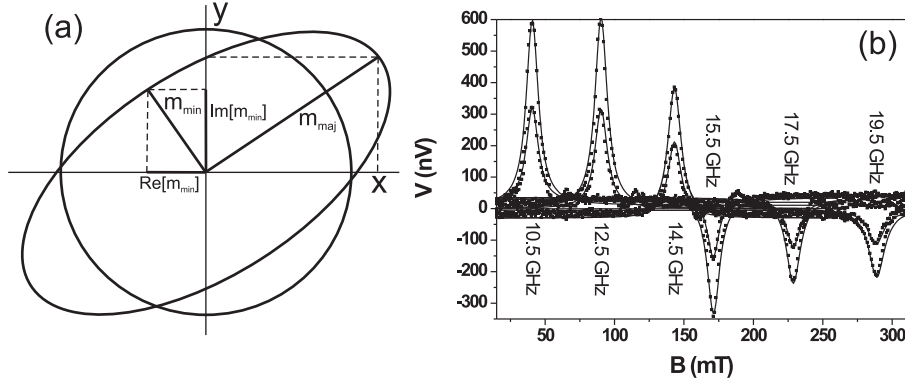 (a)
y
m_min
Im[m_min]
m_maj
Re[m_min]
x
(b)
V (nV)
600
500
400
300
200
100
0
-100
-200
-300
10.5 GHz
12.5 GHz
14.5 GHz
15.5 GHz
17.5 GHz
19.5 GHz
50
100
150
200
250
300
B (mT)